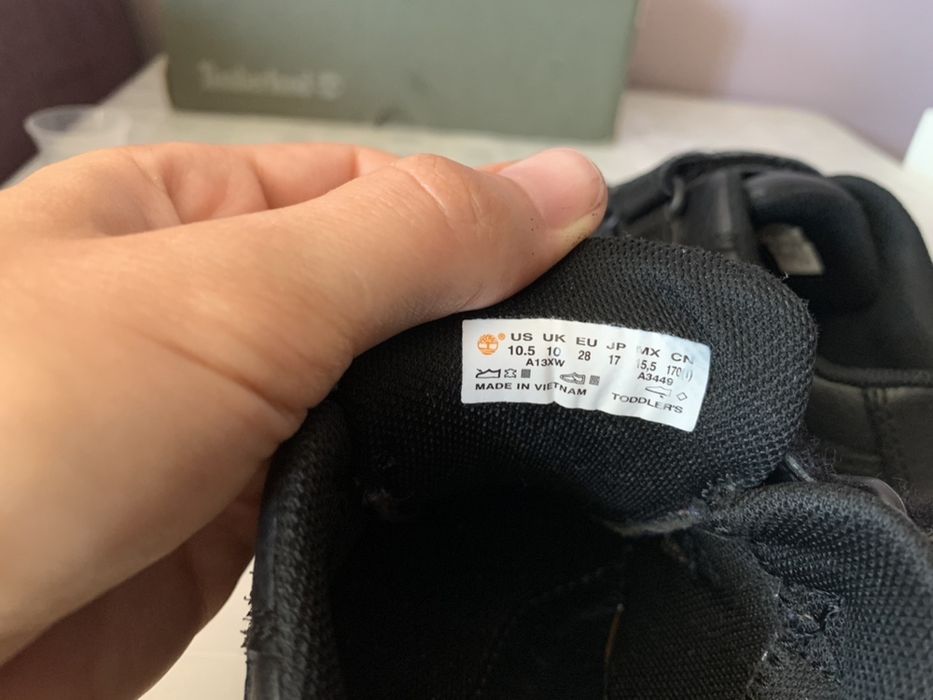 Timberland
® US UK EU JP MX CN
10.5 10 28 17 15,5 170(I)
A13XW A3449
MADE IN VIETNAM TODDLER'S